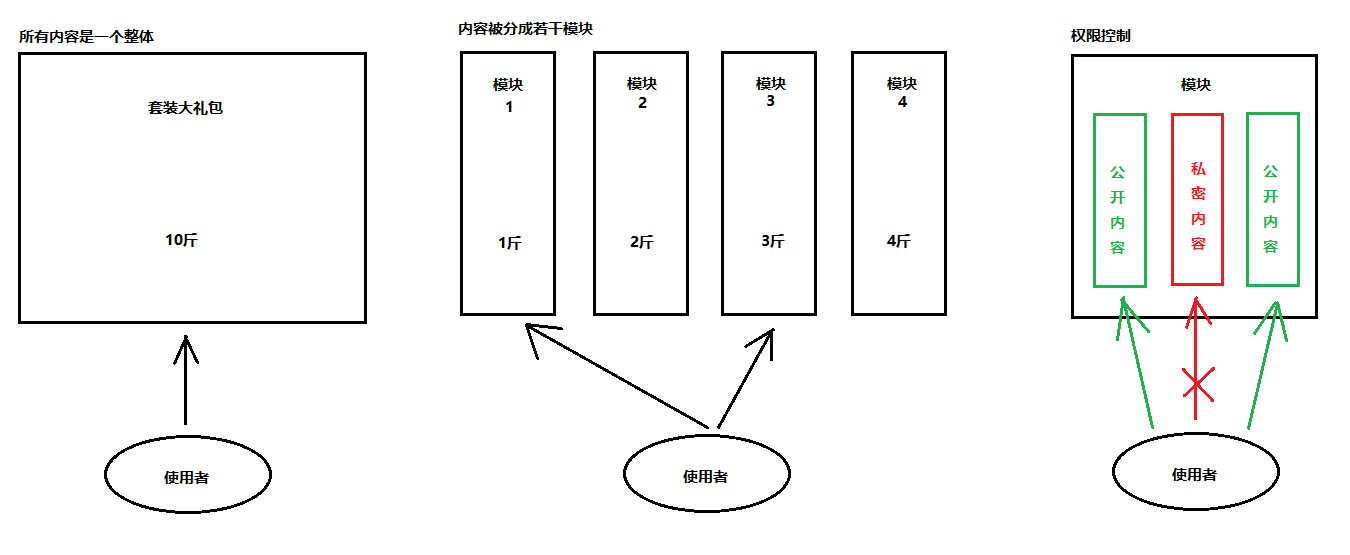 所有内容是一个整体
套装大礼包
10斤
使用者
内容被分成若干模块
模块
1
1斤
模块
2
2斤
模块
3
3斤
模块
4
4斤
使用者
权限控制
模块
公开内容
私密内容
公开内容
使用者